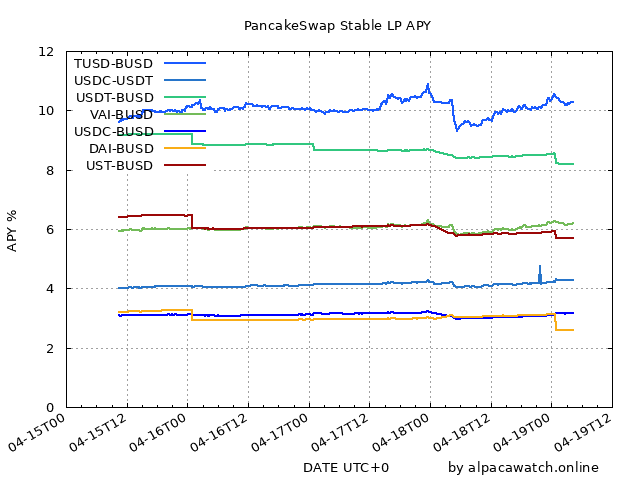 PancakeSwap Stable LP APY
12
10
8
6
4
2
0
APY %
TUSD-BUSD
USDC-USDT
USDT-BUSD
VAI-BUSD
USDC-BUSD
DAI-BUSD
UST-BUSD
04-15T00
04-15T12
04-16T00
04-16T12
04-17T00
04-17T12
04-18T00
04-18T12
04-19T00
04-19T12
DATE UTC+0
by alpacawatch.online